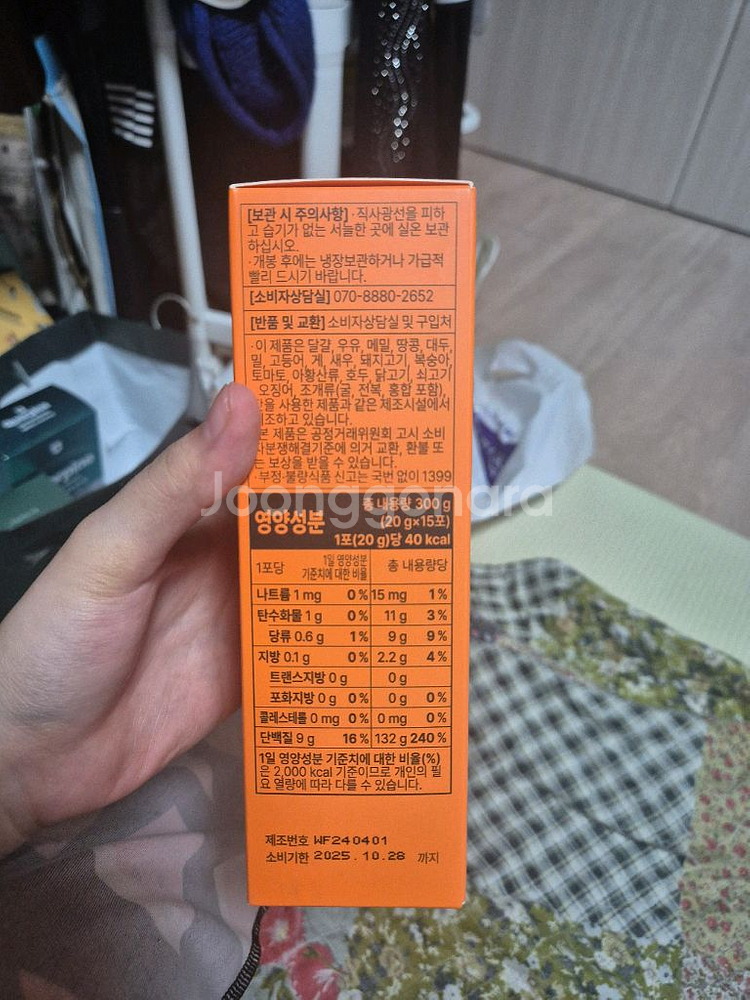 [보관 시 주의사항] · 직사광선을 피하
고 습기가 없는 서늘한 곳에 실온 보관
하십시오.
· 개봉 후에는 냉장보관하거나 가급적
빨리 드시기 바랍니다.
[소비자상담실] 070-8880-2652
[반품 및 교환] 소비자상담실 및 구입처
· 이 제품은 달걀, 우유, 메밀, 땅콩, 대두,
밀, 고등어, 게, 새우, 돼지고기, 복숭아,
토마토, 아황산류, 호두, 닭고기, 쇠고기
오징어, 조개류(굴, 전복, 홍합 포함),
사용한 제품과 같은 제조시설에서
제조하고 있습니다.
본 제품은 공정거래위원회 고시 소비
자분쟁해결기준에 의거 교환, 환불 또
는 보상을 받을 수 있습니다.
· 부정·불량식품 신고는 국번 없이 1399
Joonggonara
영양성분
총 내용량 300 g
(20 g×15포)
1포(20 g)당 40 kcal
1포당 1일 영양성분 기준치에 대한 비율 총 내용량당
나트륨 1 mg 0 % 15 mg 1 %
탄수화물 1 g 0 % 11 g 3 %
당류 0.6 g 1 % 9 g 9 %
지방 0.1 g 0 % 2.2 g 4 %
트랜스지방 0 g 0 g
포화지방 0 g 0 % 0 g 0 %
콜레스테롤 0 mg 0 % 0 mg 0 %
단백질 9 g 16 % 132 g 240 %
1일 영양성분 기준치에 대한 비율(%)
은 2,000 kcal 기준이므로 개인의 필
요 열량에 따라 다를 수 있습니다.
제조번호 WF240401
소비기한 2025.10.28 까지